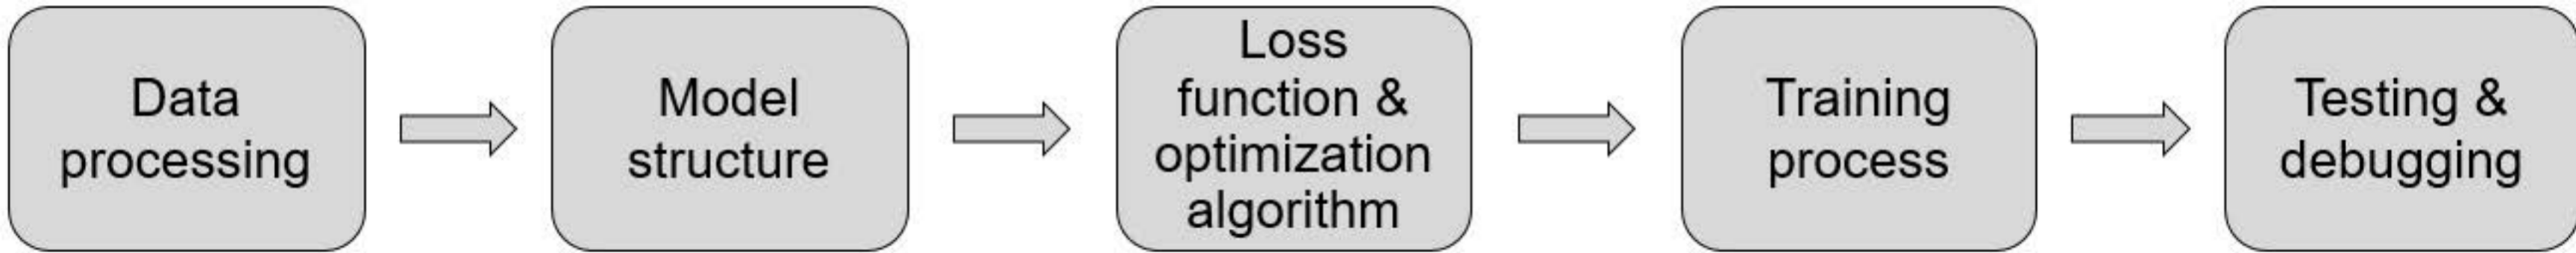 Data
processing
Model
structure
Loss
function &
optimization
algorithm
Training
process
Testing &
debugging